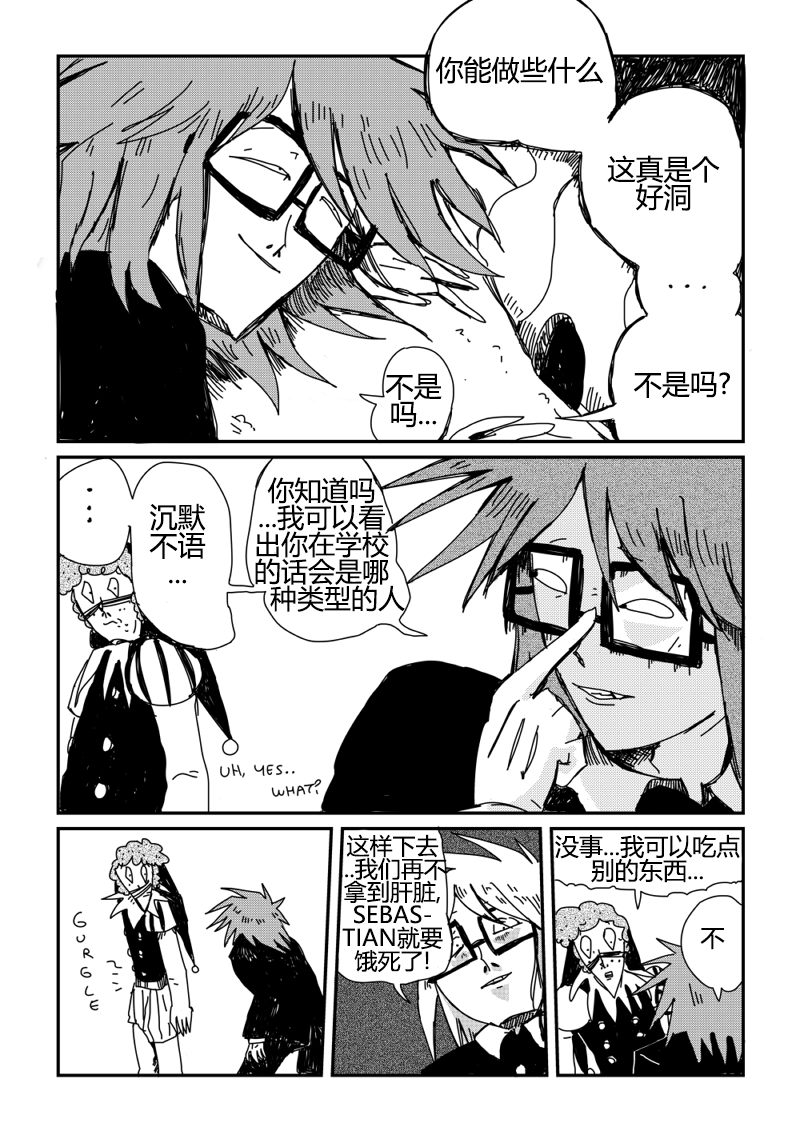 你能做些什么
这真是个
好洞
...
不是吗?
不是
吗...
...
沉默
不语
...
你知道吗
...我可以看
出你在学校
的话会是哪
种类型的人
UH, YES..
WHAT?
GURGLE
这样下去
..我们再不
拿到肝脏,
SEBAS-
TIAN就要
饿死了!
没事...我可以吃点
别的东西...
不